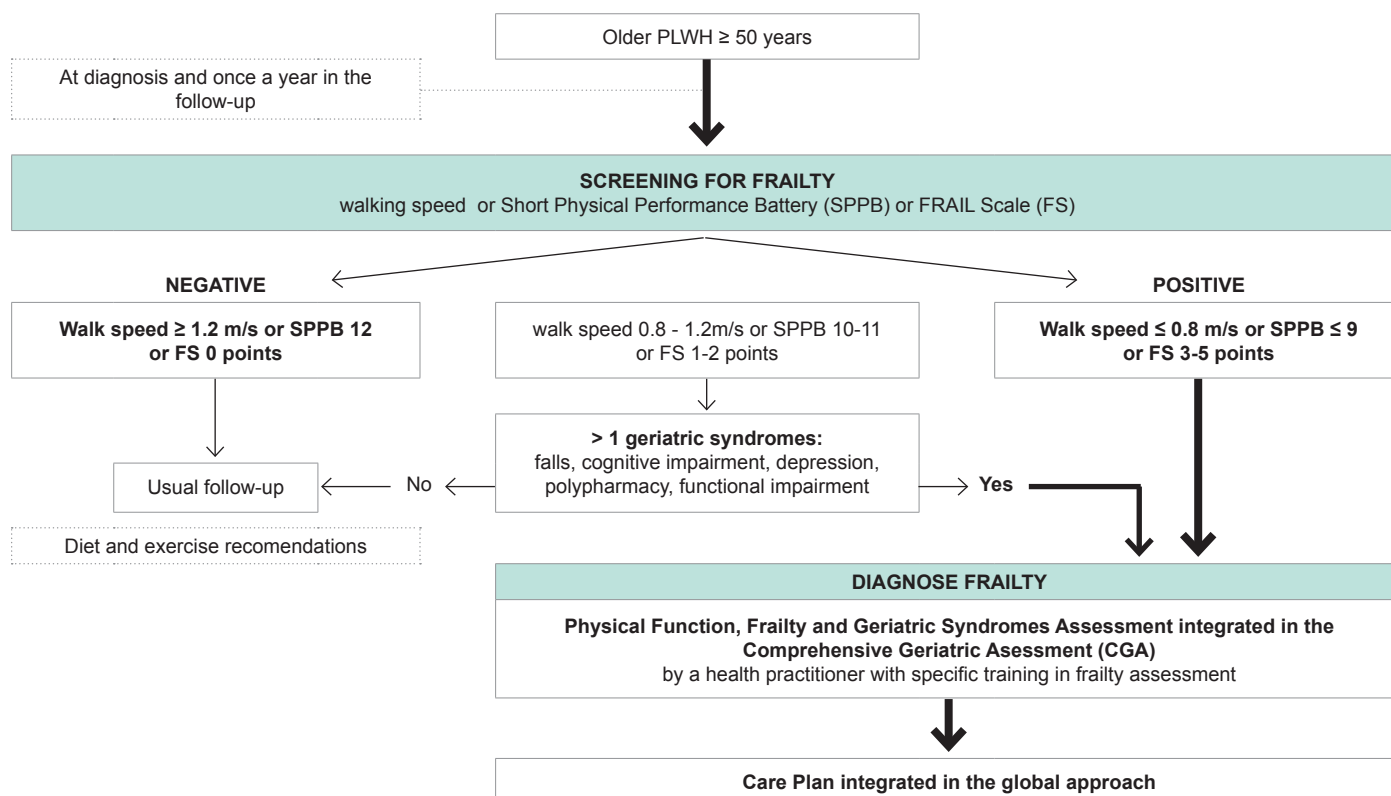 Older PLWH ≥ 50 years
At diagnosis and once a year in the
follow-up
SCREENING FOR FRAILTY
walking speed or Short Physical Performance Battery (SPPB) or FRAIL Scale (FS)
NEGATIVE
Walk speed ≥ 1.2 m/s or SPPB 12
or FS 0 points
walk speed 0.8 - 1.2m/s or SPPB 10-11
or FS 1-2 points
POSITIVE
Walk speed ≤ 0.8 m/s or SPPB ≤ 9
or FS 3-5 points
> 1 geriatric syndromes:
falls, cognitive impairment, depression,
polypharmacy, functional impairment
Usual follow-up
No
Yes
Diet and exercise recomendations
DIAGNOSE FRAILTY
Physical Function, Frailty and Geriatric Syndromes Assessment integrated in the
Comprehensive Geriatric Asessment (CGA)
by a health practitioner with specific training in frailty assessment
Care Plan integrated in the global approach